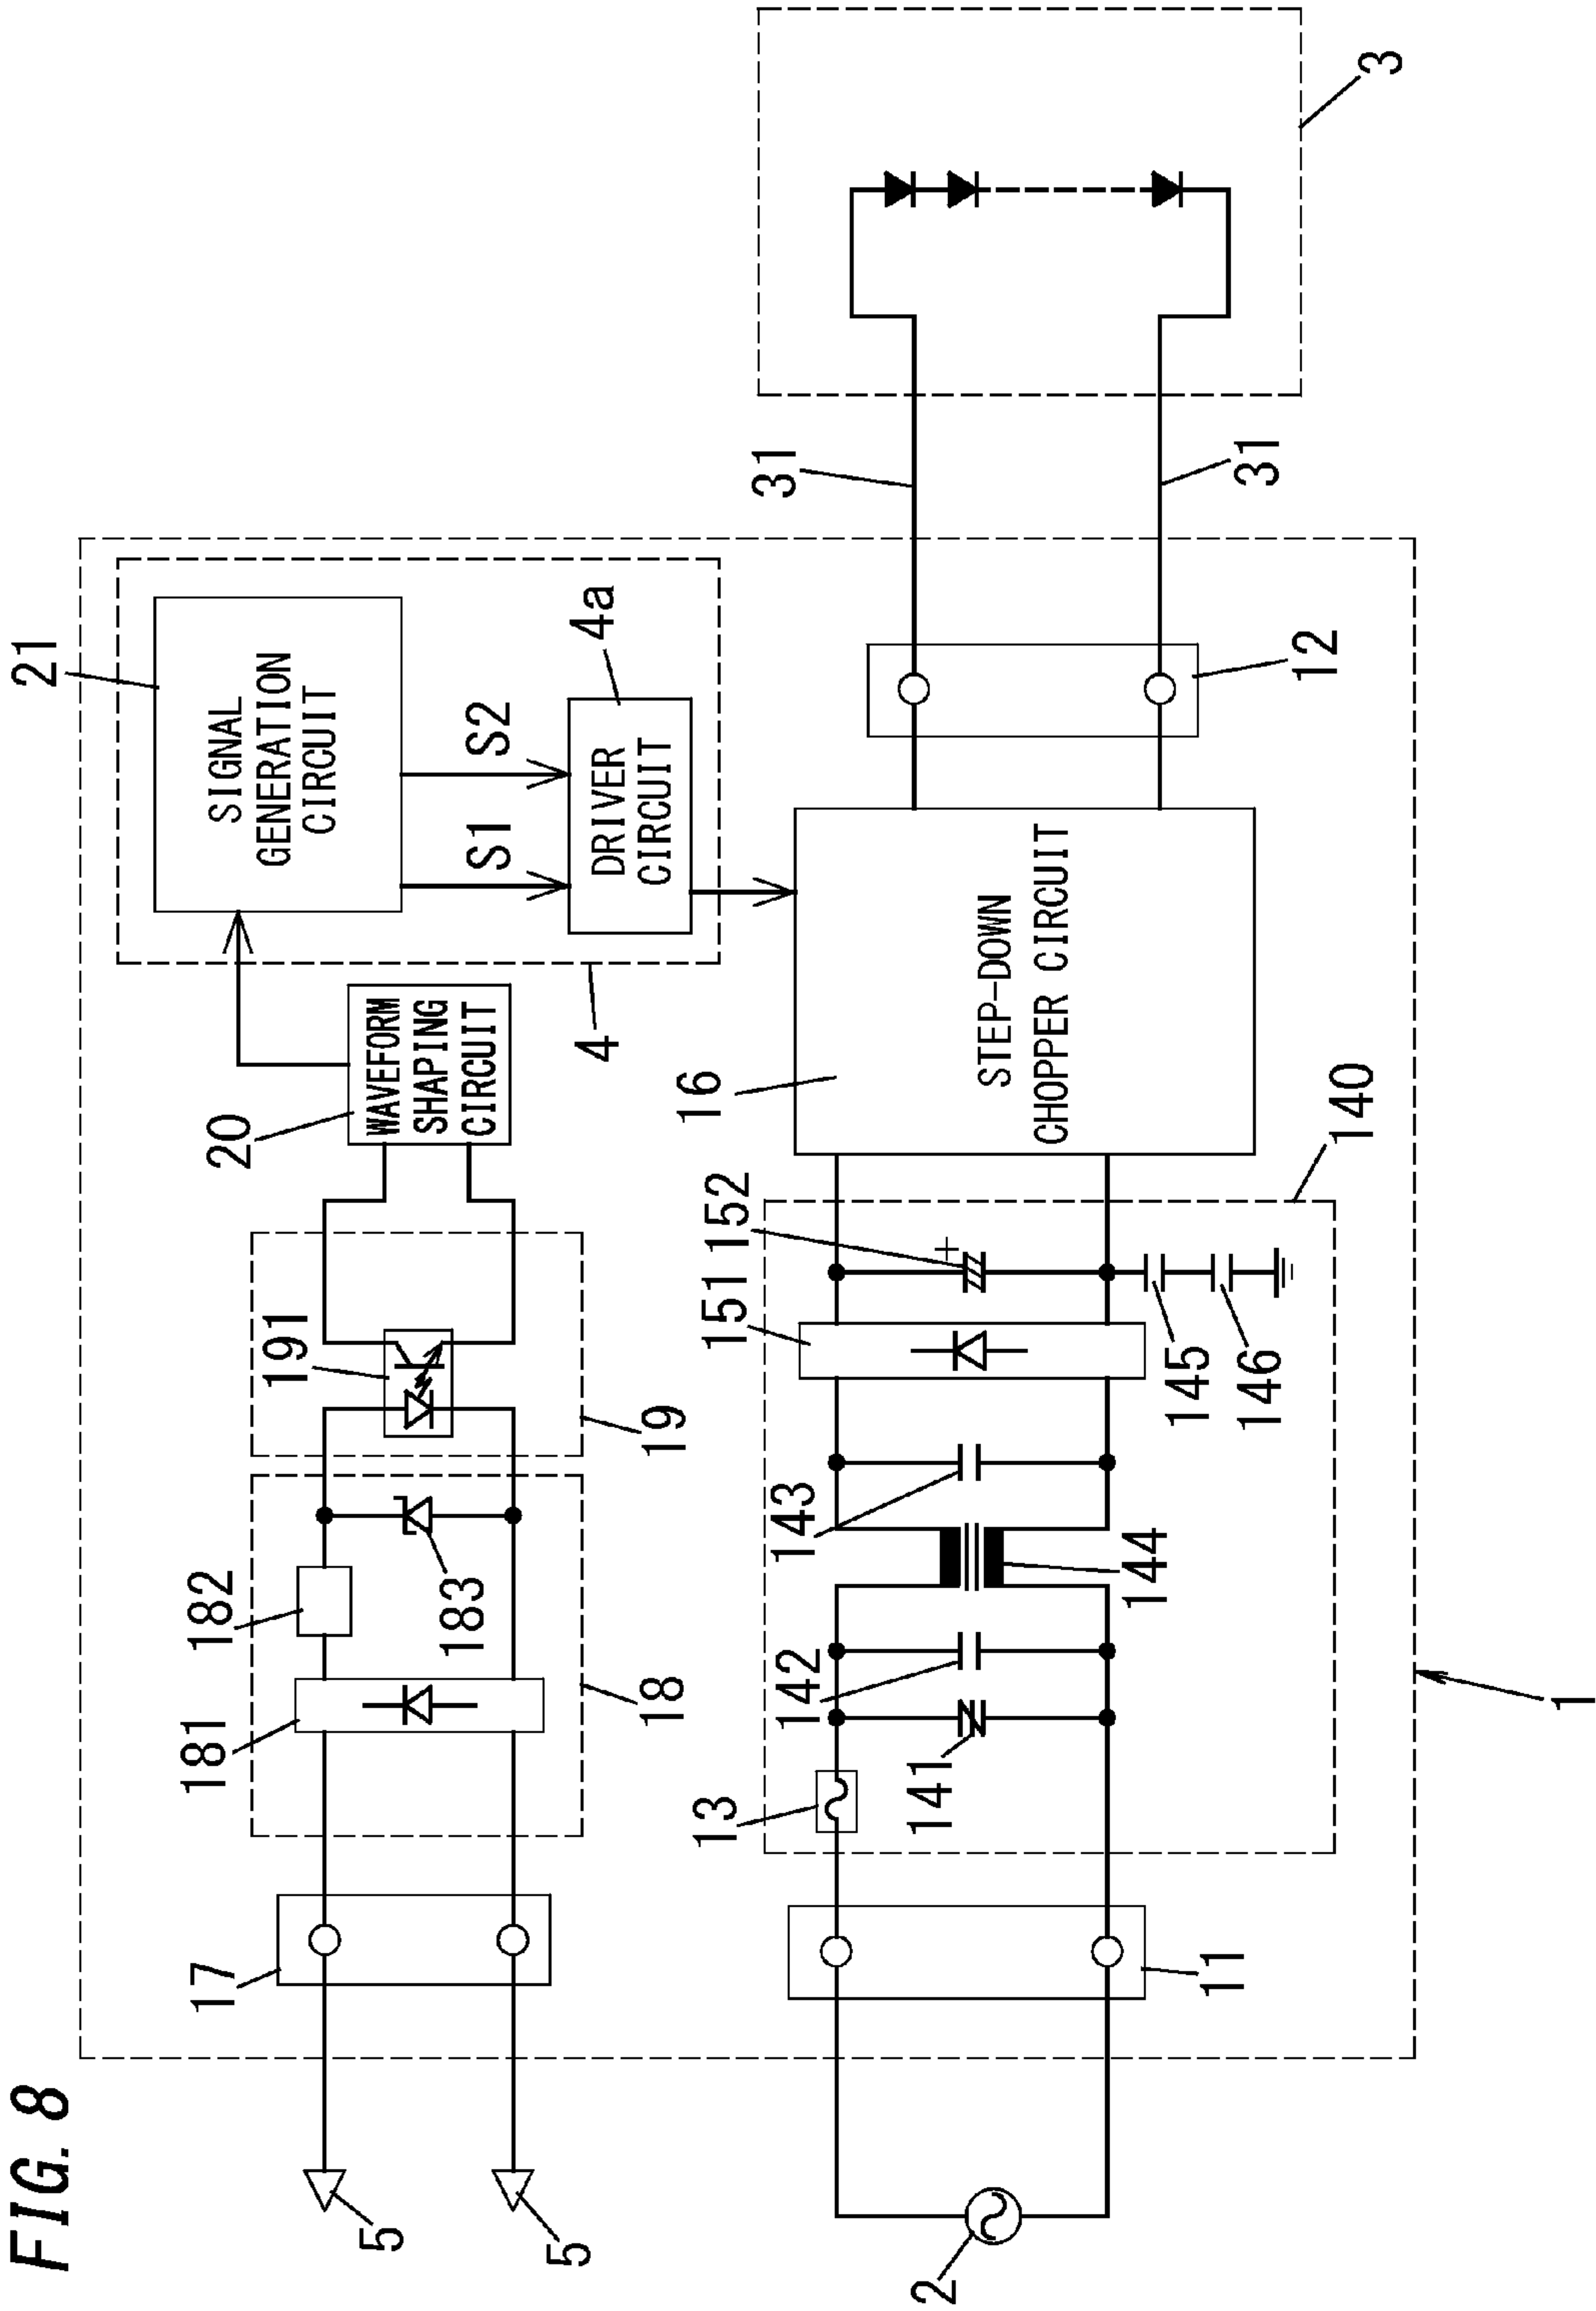 FIG. 8
21
SIGNAL
GENERATION
CIRCUIT
20
WAVEFORM
SHAPING
CIRCUIT
S1
S2
4a
DRIVER
CIRCUIT
4
191
19
182
183
181
18
17
5
5
16
STEP-DOWN
CHOPPER CIRCUIT
31
31
3
12
152
+
151
140
145
146
143
144
142
141
13
11
2
1